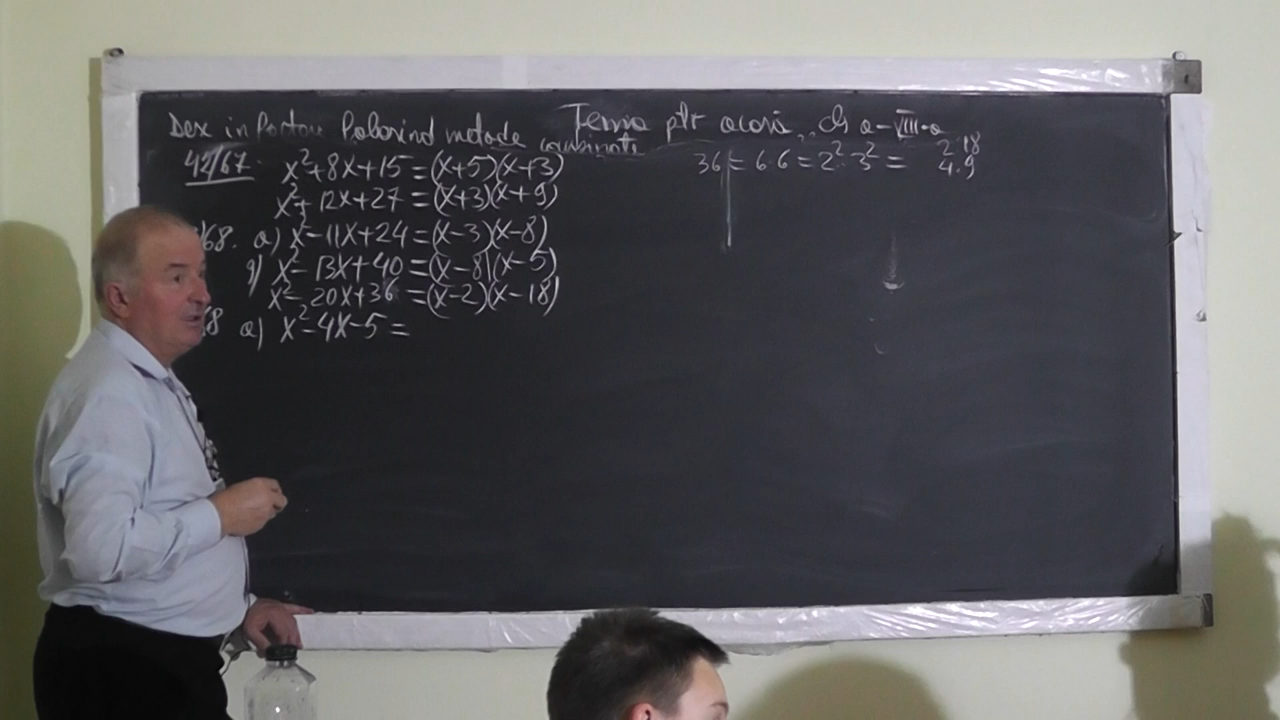 Dex in factori folosind metode combinate
Tema ptr acasă, cls a-VIII-a
42/67. x²+8x+15=(x+5)(x+3)
x²+12x+27=(x+3)(x+9)
/68. a) x²-11x+24=(x-3)(x-8)
g) x²-13x+40=(x-8)(x-5)
x²-20x+36=(x-2)(x-18)
68 a) x²-4x-5=
36=6·6=2²·3²=
2·18
4·9